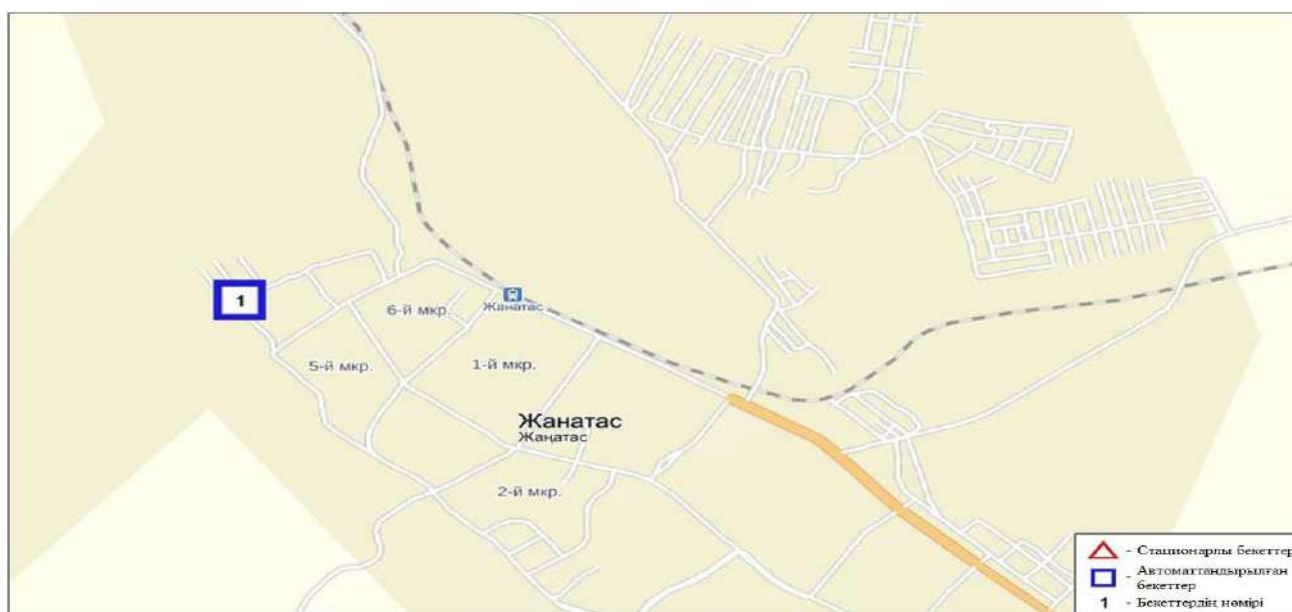 1
Жанатас
6-й мкр.
5-й мкр.
1-й мкр.
Жанатас
Жаңатас
2-й мкр.
- Стационарлы бекеттер
- Автоматтандырылған
бекеттер
1 - Бекеттердің нөмірі